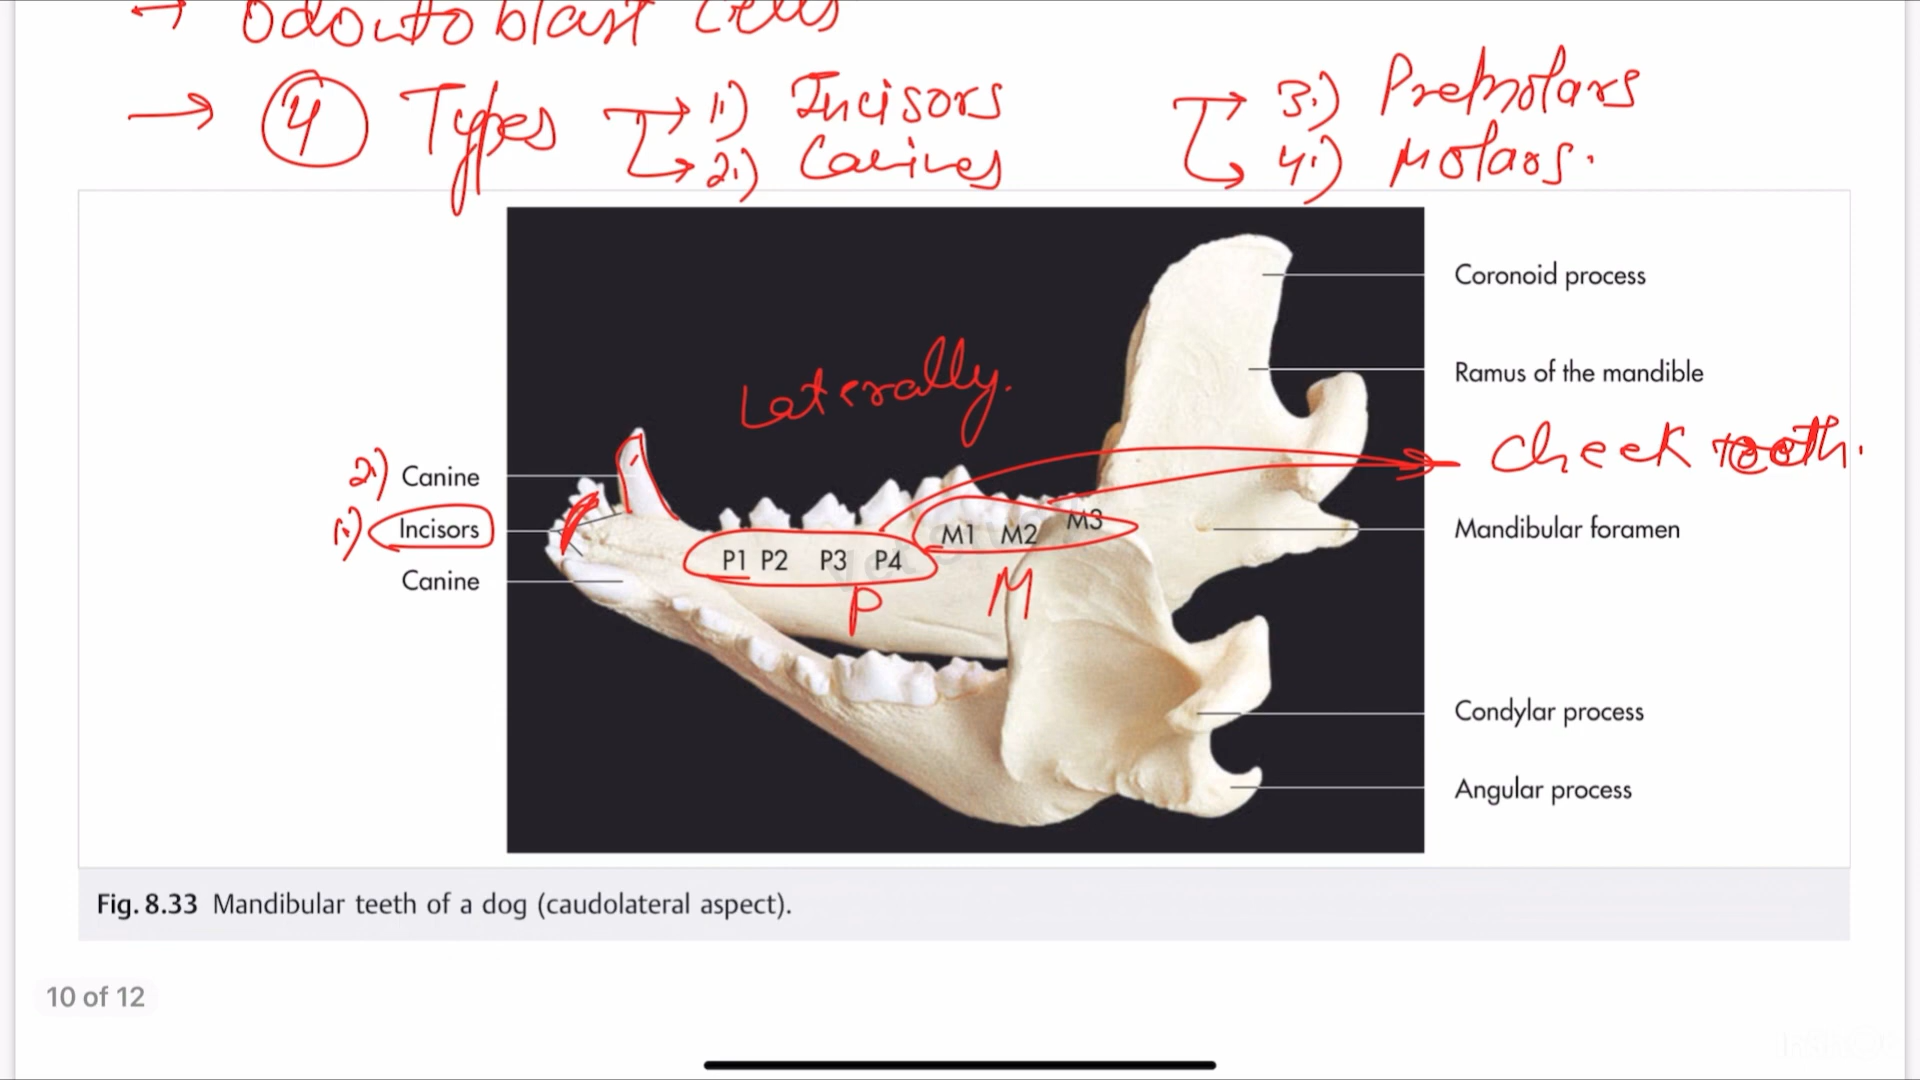 → Odontoblast Cells
→ 4 Types → 1.) Incisors → 3.) Premolars
→ 2.) Canines → 4.) Molars.
Coronoid process
Ramus of the mandible
Laterally.
Cheek tooth.
2.) Canine
1.) Incisors
Canine
M1 M2 M3
P1 P2 P3 P4
P M
Mandibular foramen
Condylar process
Angular process
Fig. 8.33 Mandibular teeth of a dog (caudolateral aspect).
10 of 12